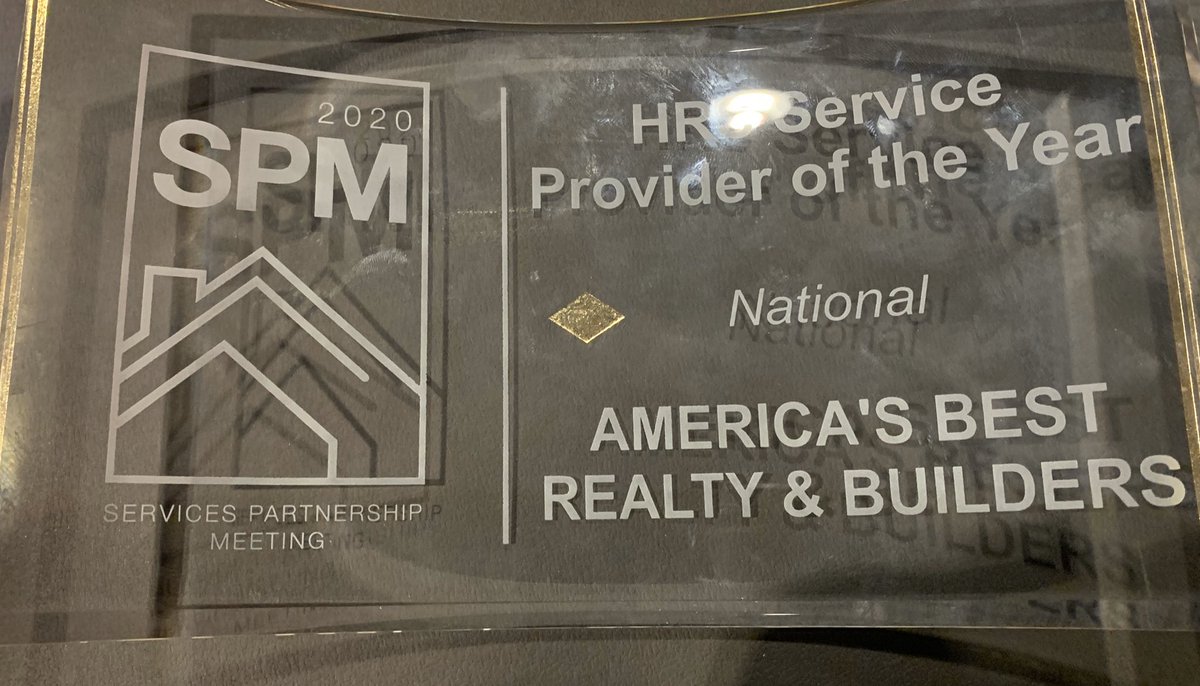 2020
SPM
SERVICES PARTNERSHIP
MEETING
Service
Provider of the Year
National
AMERICA'S BEST
REALTY & BUILDERS